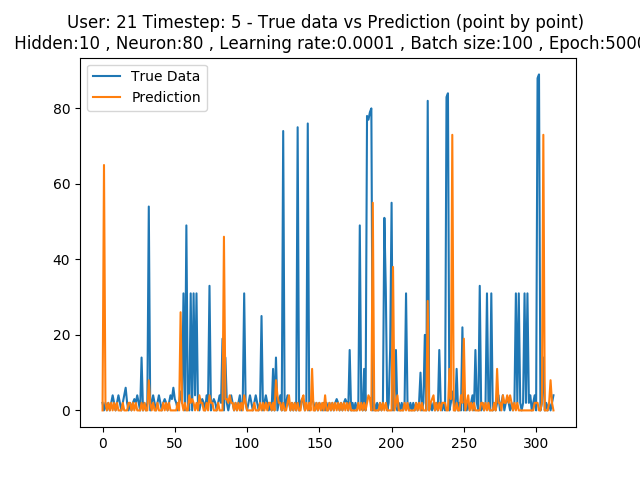 User: 21 Timestep: 5 - True data vs Prediction (point by point)
Hidden:10 , Neuron:80 , Learning rate:0.0001 , Batch size:100 , Epoch:5000
True Data
Prediction
80
60
40
20
0
0 50 100 150 200 250 300